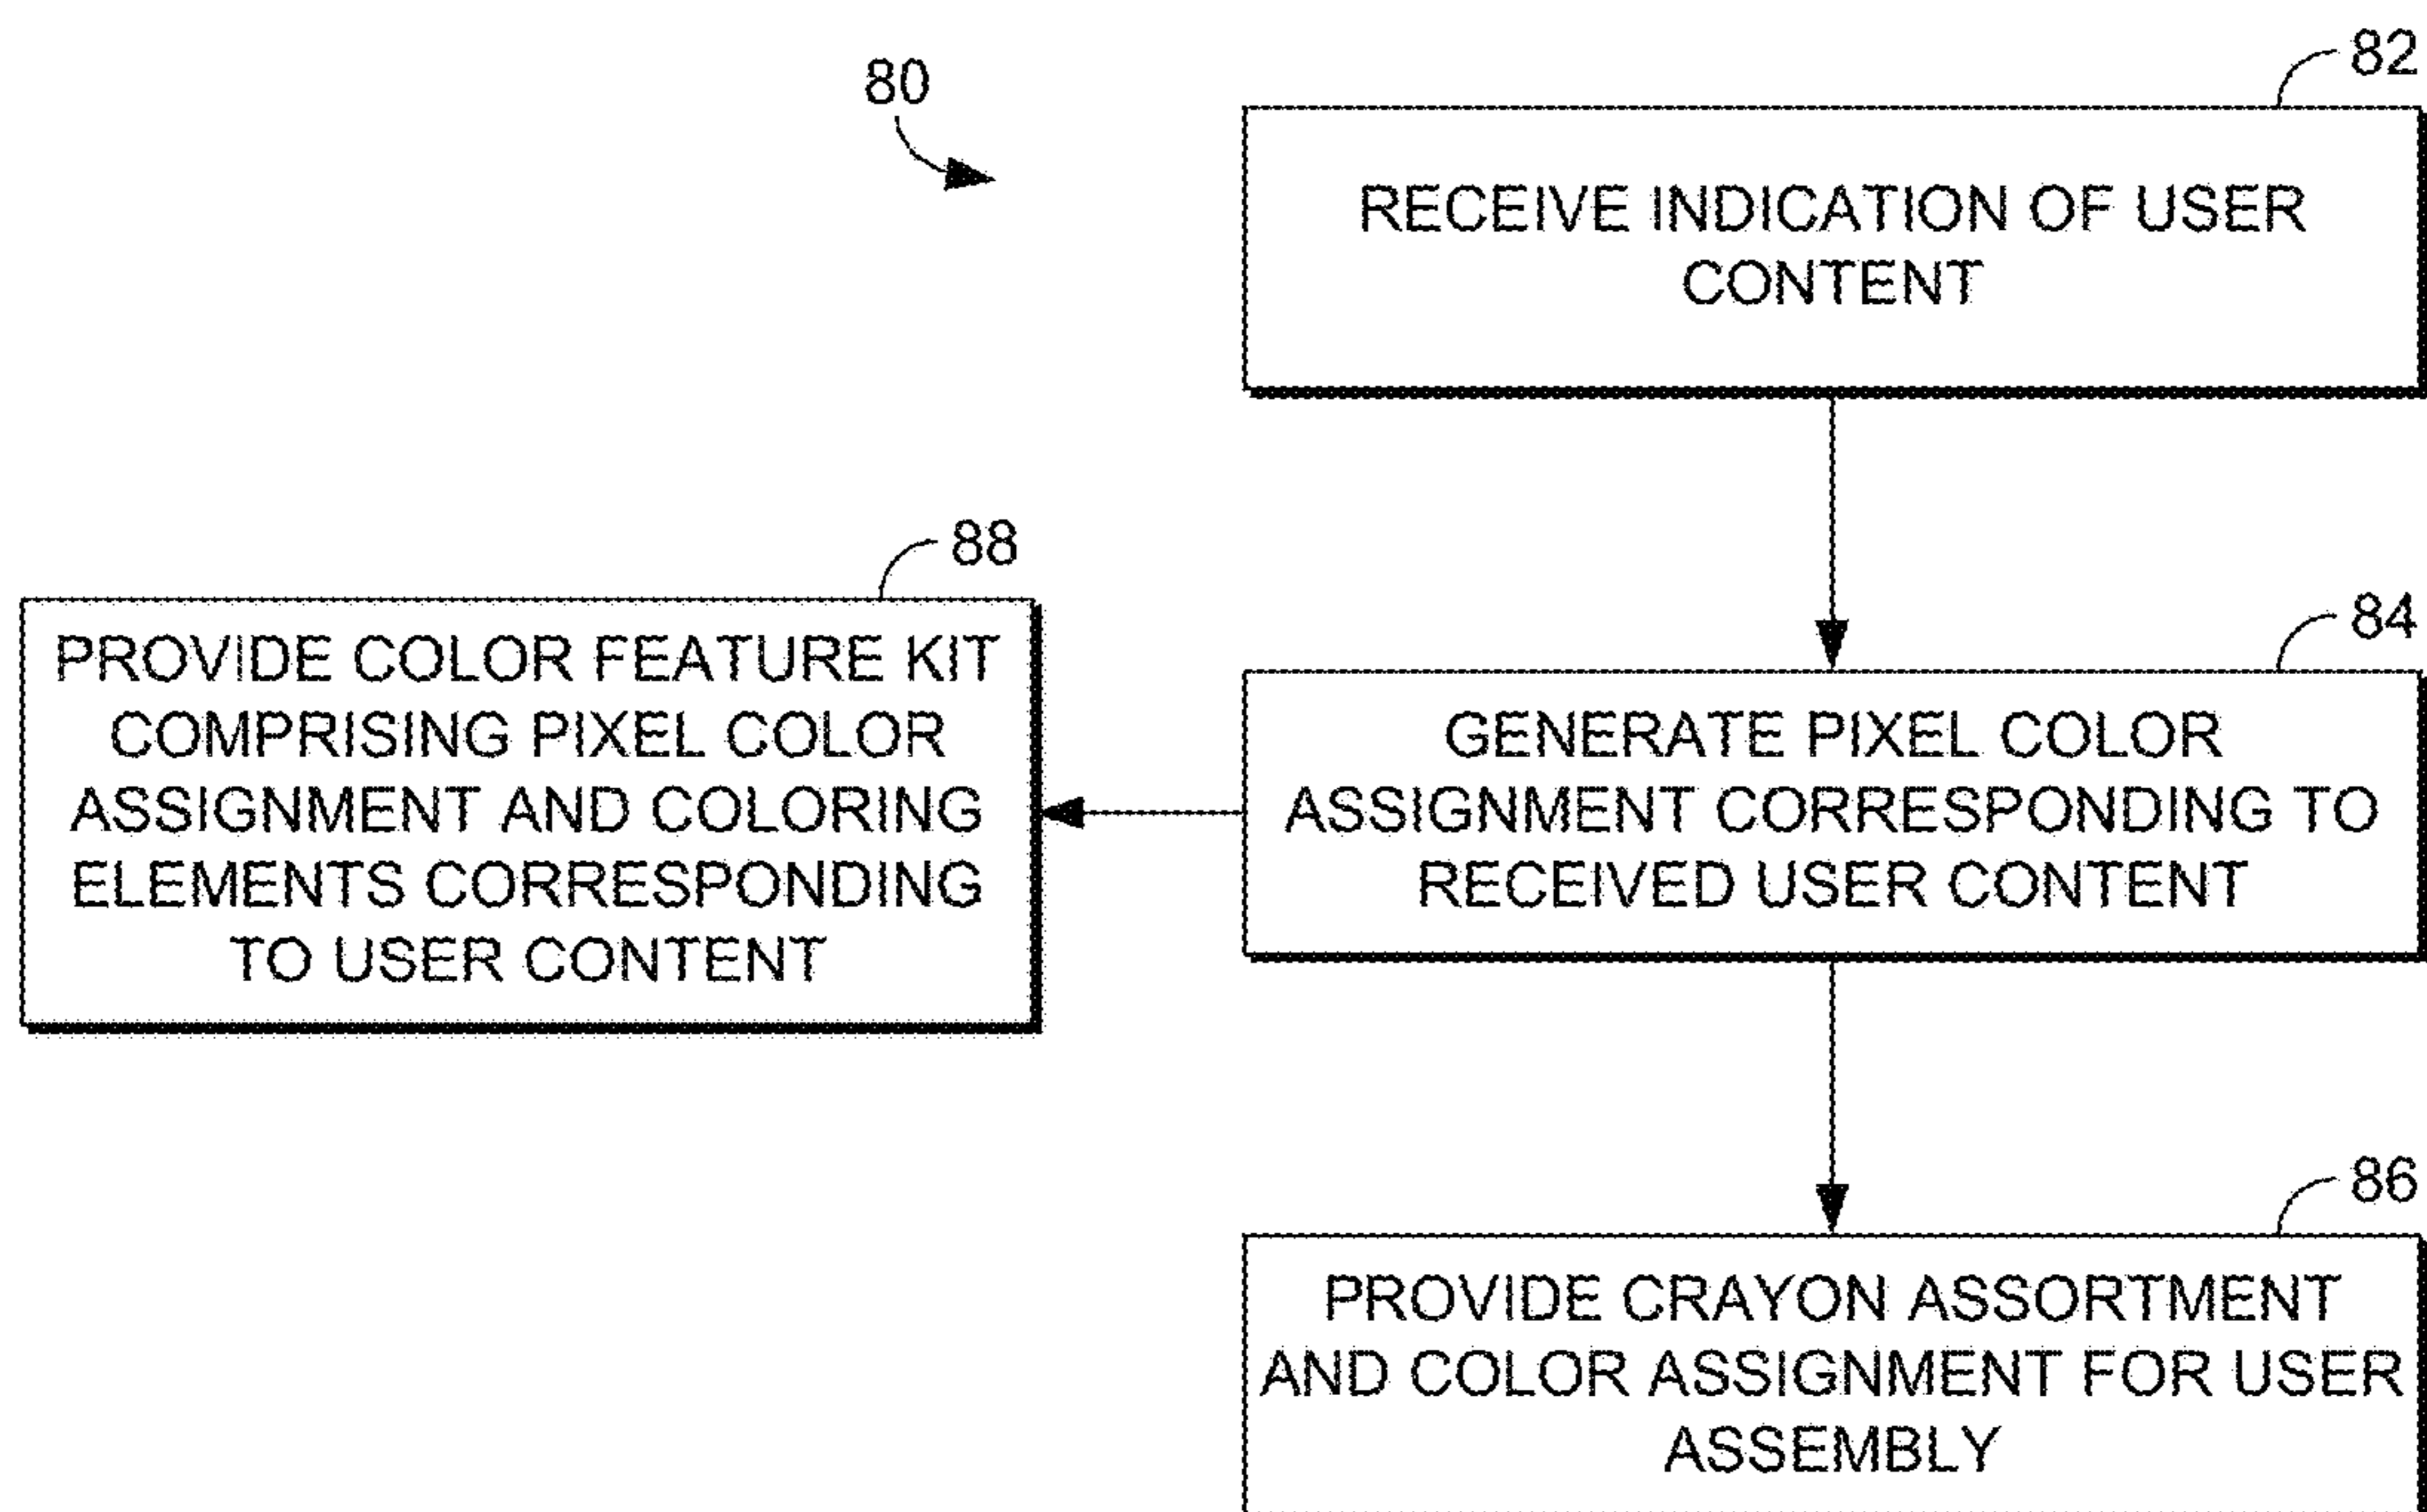 80
82
RECEIVE INDICATION OF USER
CONTENT
88
PROVIDE COLOR FEATURE KIT
COMPRISING PIXEL COLOR
ASSIGNMENT AND COLORING
ELEMENTS CORRESPONDING
TO USER CONTENT
84
GENERATE PIXEL COLOR
ASSIGNMENT CORRESPONDING TO
RECEIVED USER CONTENT
86
PROVIDE CRAYON ASSORTMENT
AND COLOR ASSIGNMENT FOR USER
ASSEMBLY